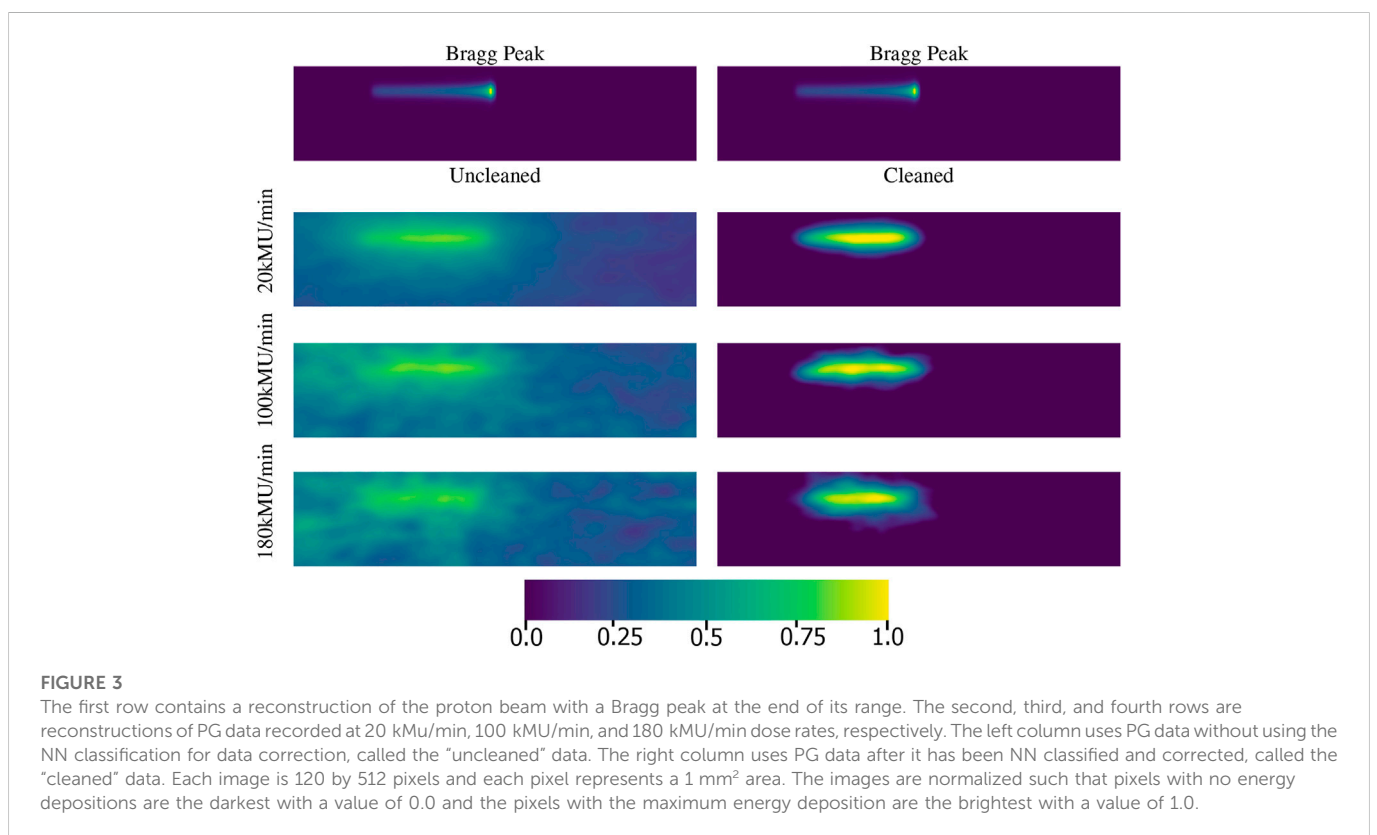 Bragg Peak
Bragg Peak
Uncleaned
Cleaned
20kMU/min
100kMU/min
180kMU/min
0.0 0.25 0.5 0.75 1.0
FIGURE 3
The first row contains a reconstruction of the proton beam with a Bragg peak at the end of its range. The second, third, and fourth rows are
reconstructions of PG data recorded at 20 kMu/min, 100 kMU/min, and 180 kMU/min dose rates, respectively. The left column uses PG data without using the
NN classification for data correction, called the “uncleaned” data. The right column uses PG data after it has been NN classified and corrected, called the
“cleaned” data. Each image is 120 by 512 pixels and each pixel represents a 1 mm² area. The images are normalized such that pixels with no energy
depositions are the darkest with a value of 0.0 and the pixels with the maximum energy deposition are the brightest with a value of 1.0.